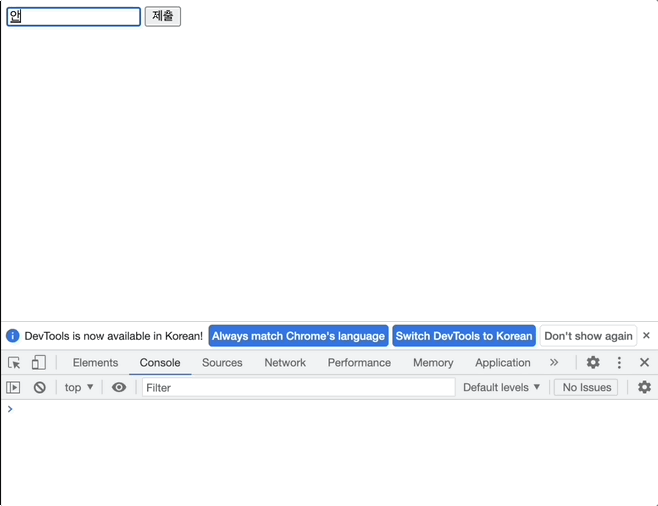 안 제출
DevTools is now available in Korean! Always match Chrome's language Switch DevTools to Korean Don't show again
Elements Console Sources Network Performance Memory Application
top Filter Default levels No Issues